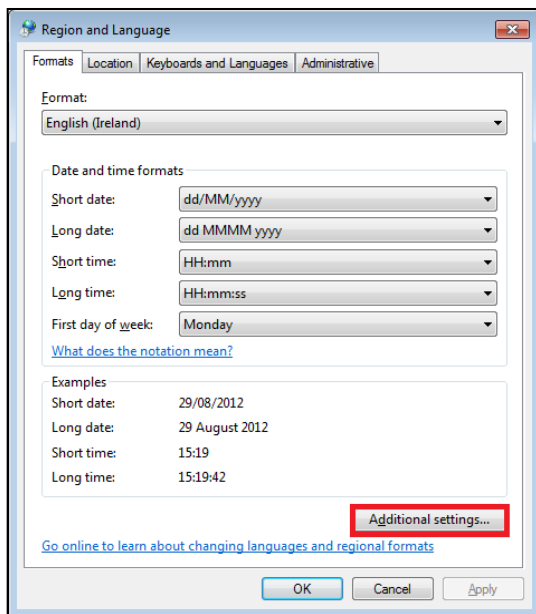 Region and Language
Formats Location Keyboards and Languages Administrative
Format:
English (Ireland)
Date and time formats
Short date: dd/MM/yyyy
Long date: dd MMMM yyyy
Short time: HH:mm
Long time: HH:mm:ss
First day of week: Monday
What does the notation mean?
Examples
Short date: 29/08/2012
Long date: 29 August 2012
Short time: 15:19
Long time: 15:19:42
Additional settings...
Go online to learn about changing languages and regional formats
OK Cancel Apply